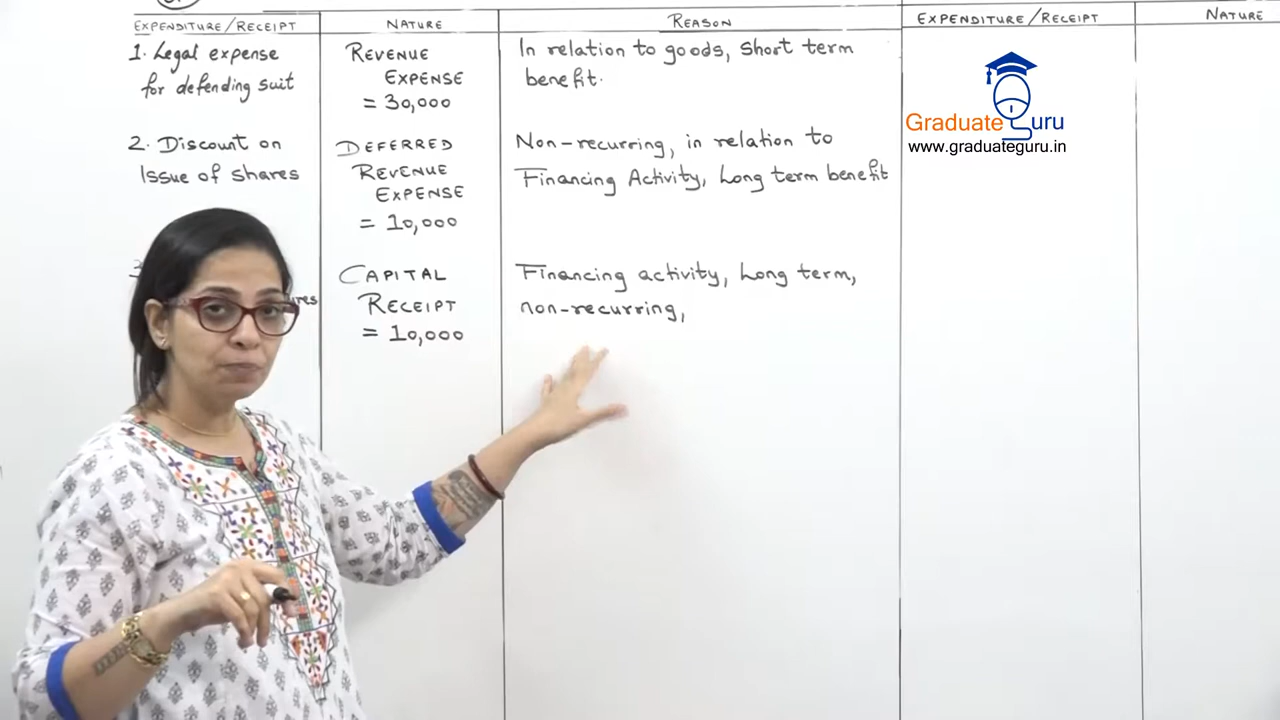 EXPENDITURE/RECEIPT NATURE REASON EXPENDITURE/RECEIPT NATURE
1. Legal expense for defending suit
REVENUE
EXPENSE
= 30,000
In relation to goods, short term
benefit.
2. Discount on
Issue of shares
DEFERRED
REVENUE
EXPENSE
= 10,000
Non-recurring, in relation to
Financing Activity, Long term benefit
3
CAPITAL
RECEIPT
= 10,000
Financing activity, Long term,
non-recurring,
Graduate Guru
www.graduateguru.in